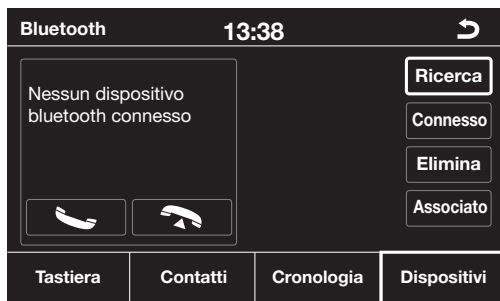 Bluetooth 13:38
Nessun dispositivo
bluetooth connesso
Ricerca
Connesso
Elimina
Associato
Tastiera Contatti Cronologia Dispositivi